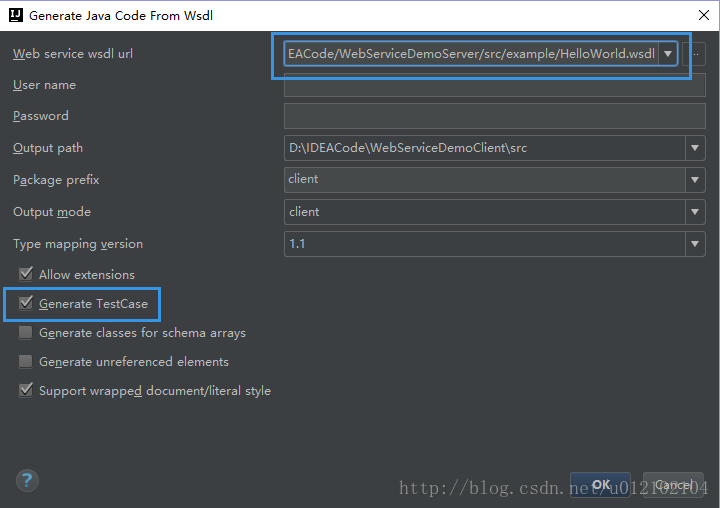 Generate Java Code From Wsdl
Web service wsdl url EACode/WebServiceDemoServer/src/example/HelloWorld.wsdl ...
User name
Password
Output path D:\IDEACode\WebServiceDemoClient\src
Package prefix client
Output mode client
Type mapping version 1.1
Allow extensions
Generate TestCase
Generate classes for schema arrays
Generate unreferenced elements
Support wrapped document/literal style
? OK Cancel
http://blog.csdn.net/u012102104